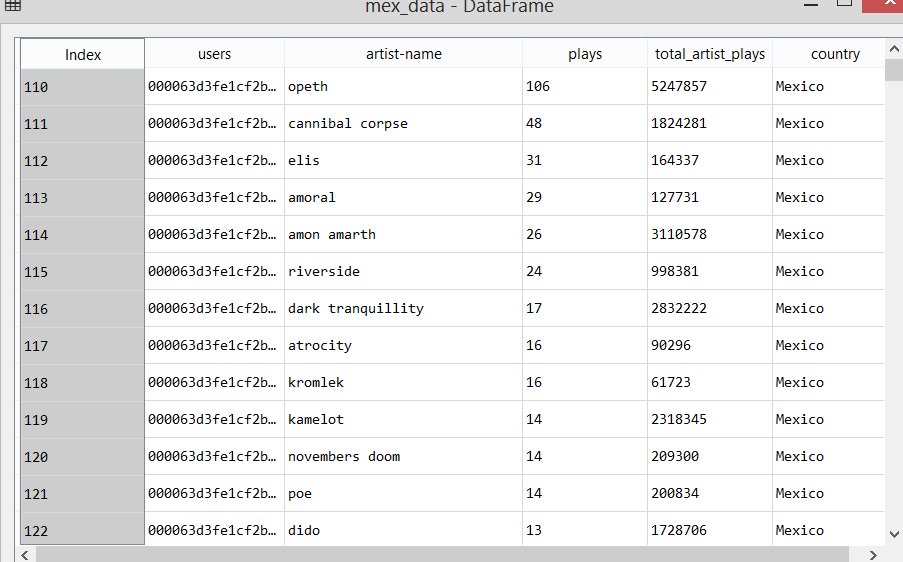 mex_data - DataFrame
Index users artist-name plays total_artist_plays country
110 000063d3fe1cf2b… opeth 106 5247857 Mexico
111 000063d3fe1cf2b… cannibal corpse 48 1824281 Mexico
112 000063d3fe1cf2b… elis 31 164337 Mexico
113 000063d3fe1cf2b… amoral 29 127731 Mexico
114 000063d3fe1cf2b… amon amarth 26 3110578 Mexico
115 000063d3fe1cf2b… riverside 24 998381 Mexico
116 000063d3fe1cf2b… dark tranquillity 17 2832222 Mexico
117 000063d3fe1cf2b… atrocity 16 90296 Mexico
118 000063d3fe1cf2b… kromlek 16 61723 Mexico
119 000063d3fe1cf2b… kamelot 14 2318345 Mexico
120 000063d3fe1cf2b… novembers doom 14 209300 Mexico
121 000063d3fe1cf2b… poe 14 200834 Mexico
122 000063d3fe1cf2b… dido 13 1728706 Mexico